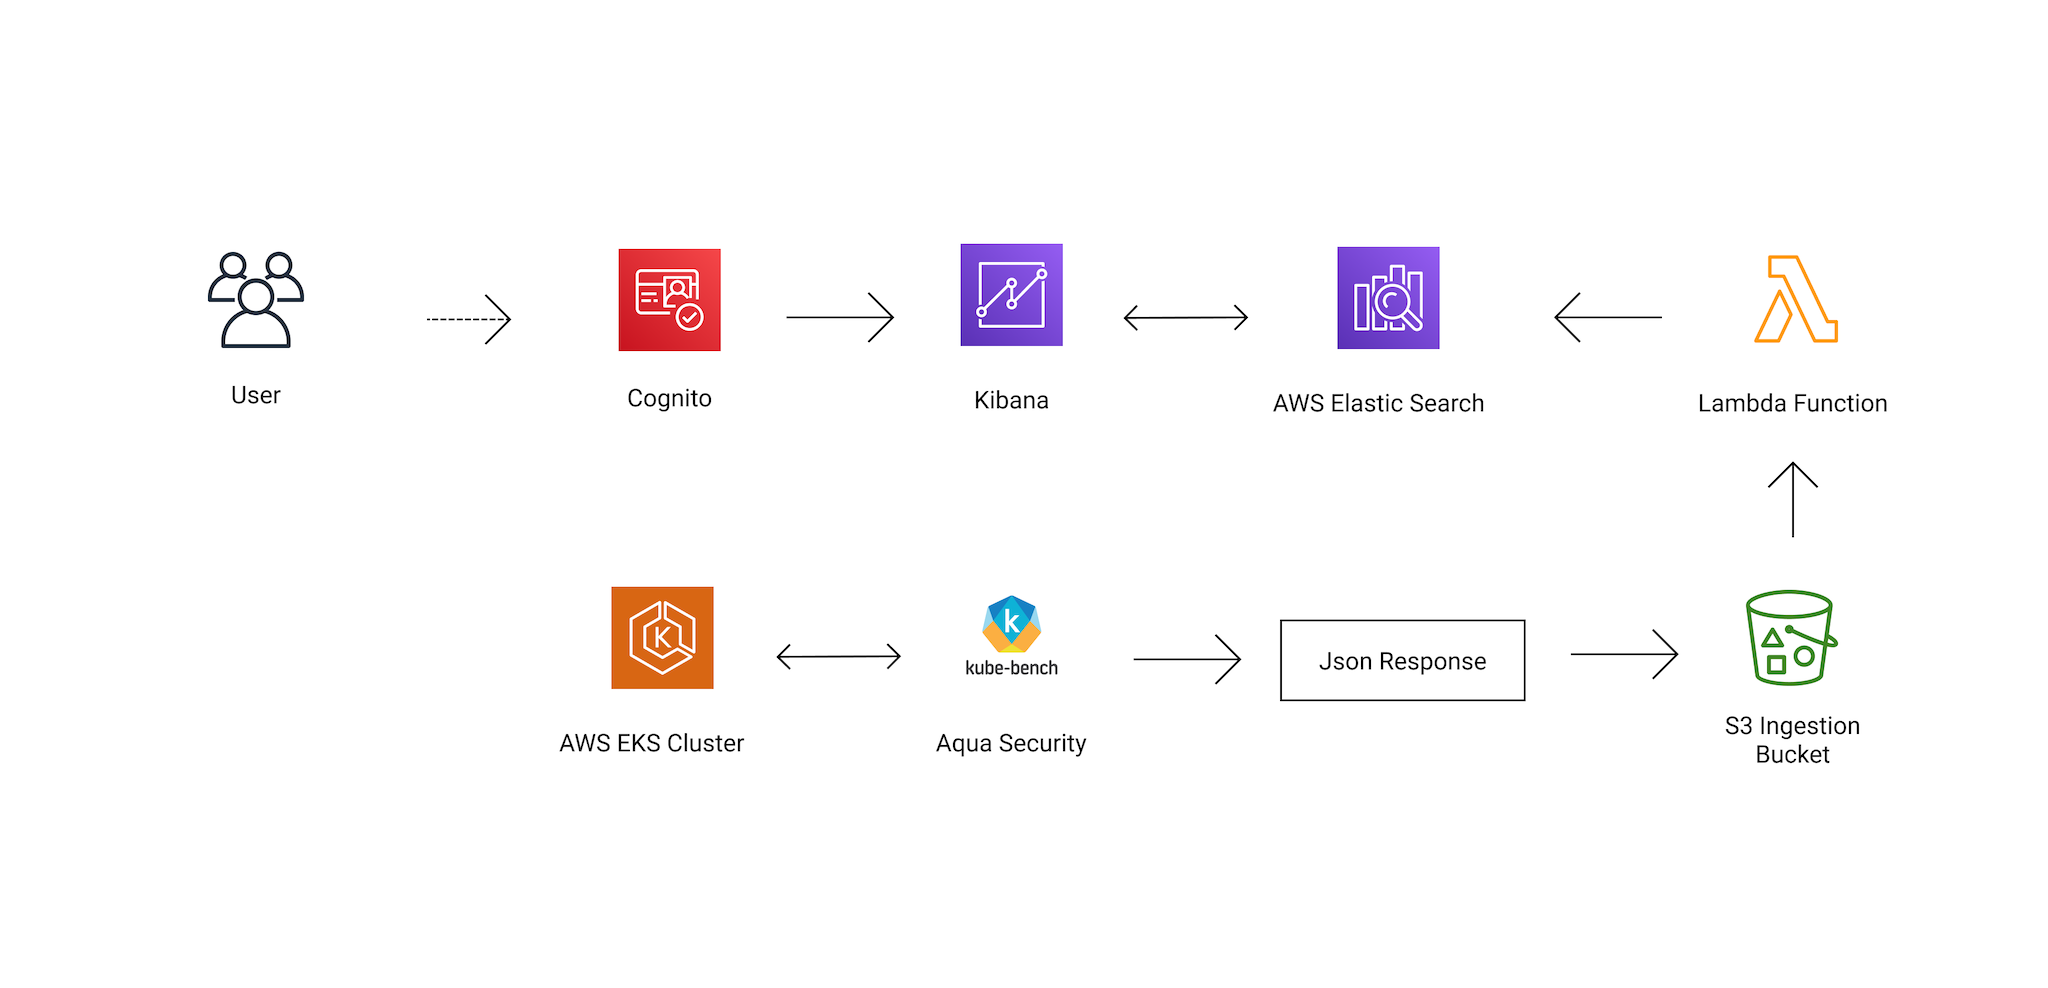 User
Cognito
Kibana
AWS Elastic Search
Lambda Function
K
k
kube-bench
AWS EKS Cluster
Aqua Security
Json Response
S3 Ingestion
Bucket